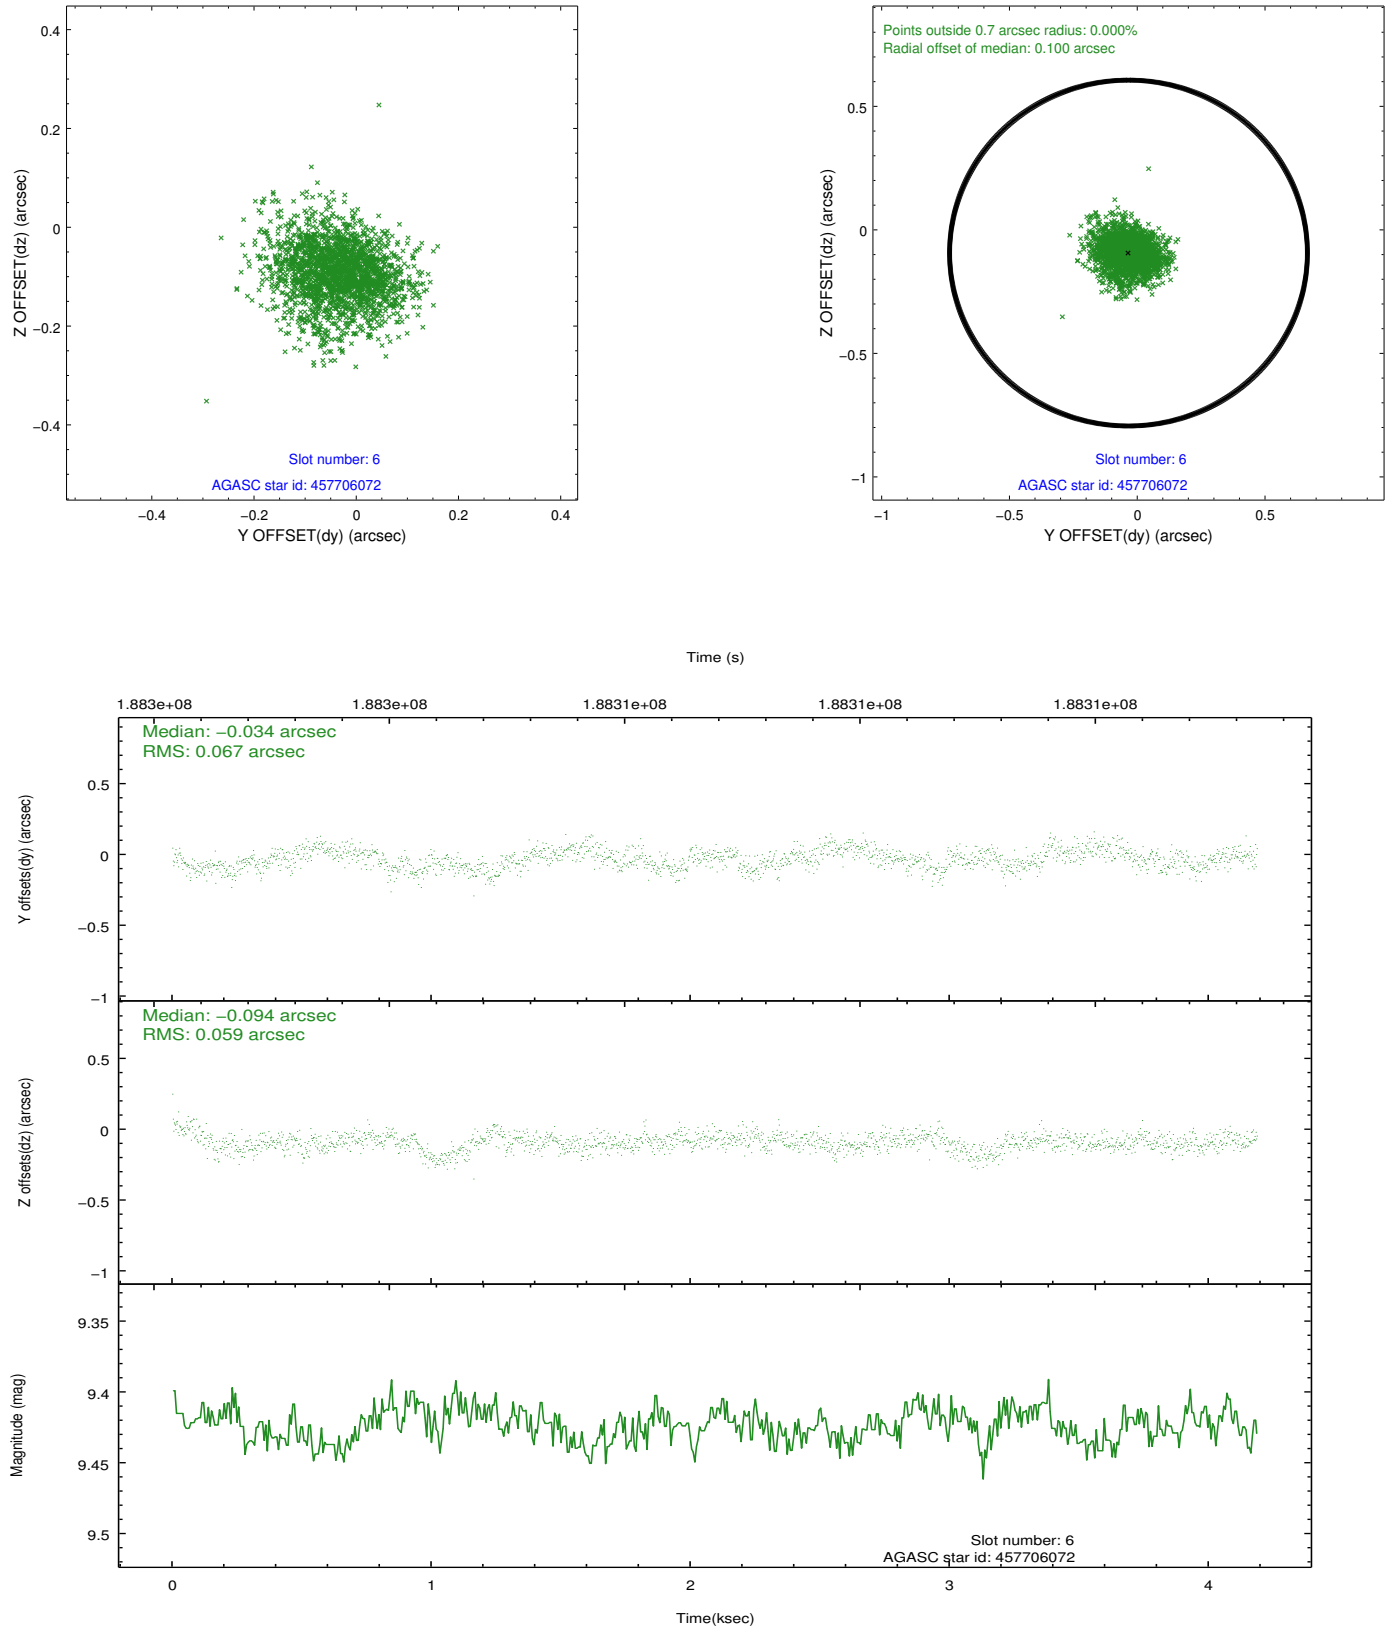 0.4
0.2
0
−0.2
−0.4
Z OFFSET(dz) (arcsec)
Slot number: 6
AGASC star id: 457706072
−0.4 −0.2 0 0.2 0.4
Y OFFSET(dy) (arcsec)
Points outside 0.7 arcsec radius: 0.000%
Radial offset of median: 0.100 arcsec
0.5
0
−0.5
−1
Z OFFSET(dz) (arcsec)
Slot number: 6
AGASC star id: 457706072
−1 −0.5 0 0.5
Y OFFSET(dy) (arcsec)
Time (s)
1.883e+08 1.883e+08 1.8831e+08 1.8831e+08 1.8831e+08
Median: −0.034 arcsec
RMS: 0.067 arcsec
0.5
0
−0.5
−1
Y offsets(dy) (arcsec)
Median: −0.094 arcsec
RMS: 0.059 arcsec
0.5
0
−0.5
−1
Z offsets(dz) (arcsec)
9.35
9.4
9.45
9.5
Magnitude (mag)
Slot number: 6
AGASC star id: 457706072
0 1 2 3 4
Time(ksec)